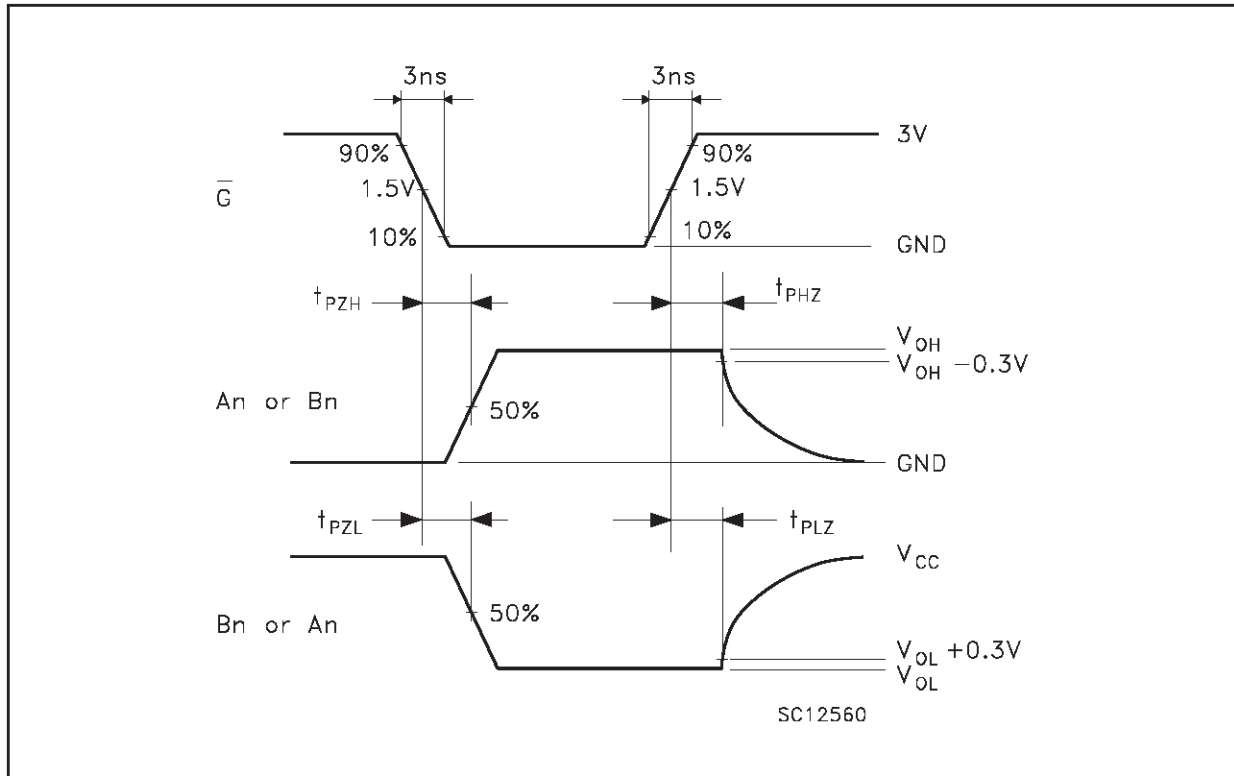 3ns 3ns
3V
90% 90%
G̅ 1.5V 1.5V
10% 10%
GND
tPZH tPHZ
VOH
VOH −0.3V
An or Bn 50%
GND
tPZL tPLZ
VCC
Bn or An 50%
VOL +0.3V
VOL
SC12560